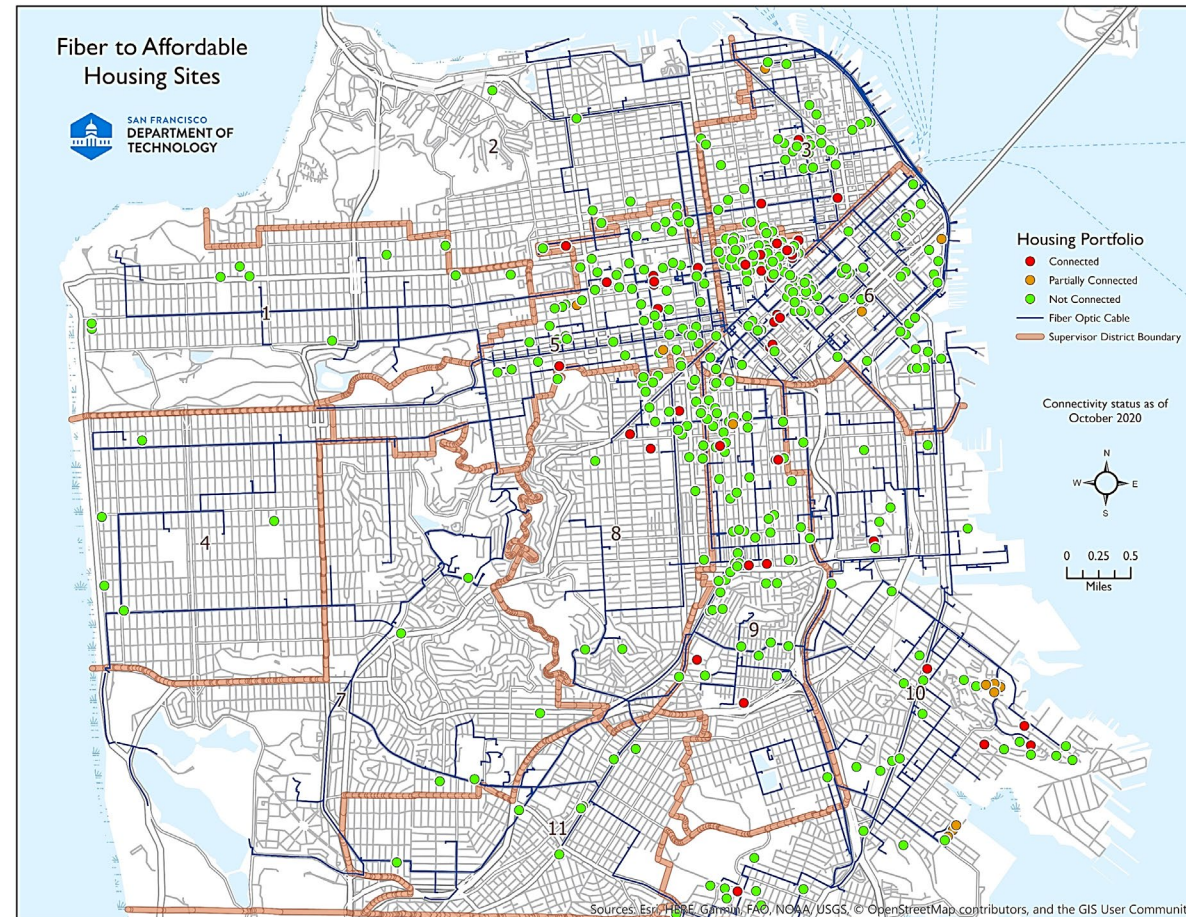 Fiber to Affordable
Housing Sites
SAN FRANCISCO
DEPARTMENT OF
TECHNOLOGY
2
3
Housing Portfolio
Connected
Partially Connected
Not Connected
Fiber Optic Cable
Supervisor District Boundary
1
6
5
Connectivity status as of
October 2020
N
W
E
S
4
8
0 0.25 0.5
Miles
9
7
10
11
Sources: Esri, HERE, Garmin, FAO, NOAA, USGS, © OpenStreetMap contributors, and the GIS User Communit